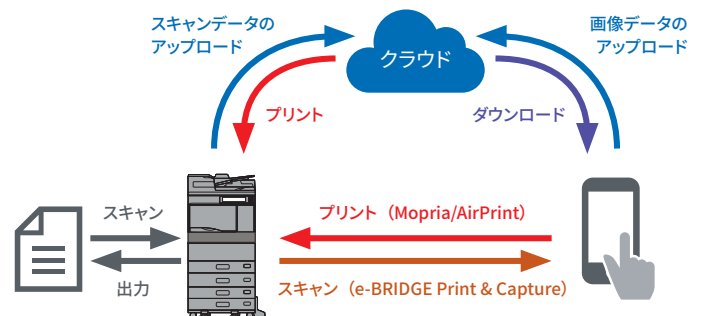 スキャンデータの
アップロード
画像データの
アップロード
クラウド
プリント
ダウンロード
スキャン
プリント（Mopria/AirPrint）
出力
スキャン（e-BRIDGE Print & Capture）